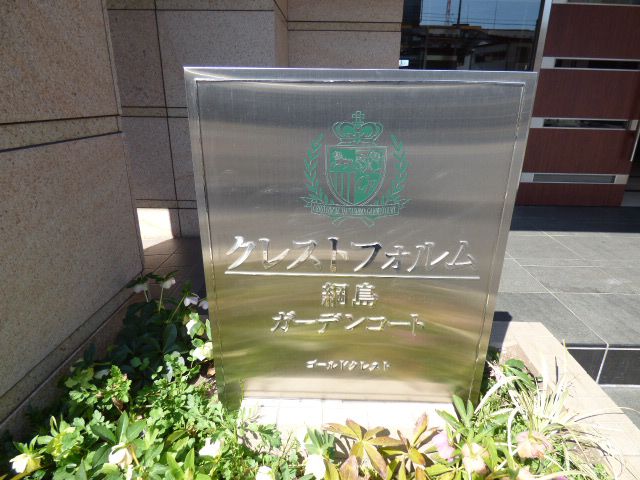 クレストフォルム
綱島
ガーデンコート
ゴールドクレスト